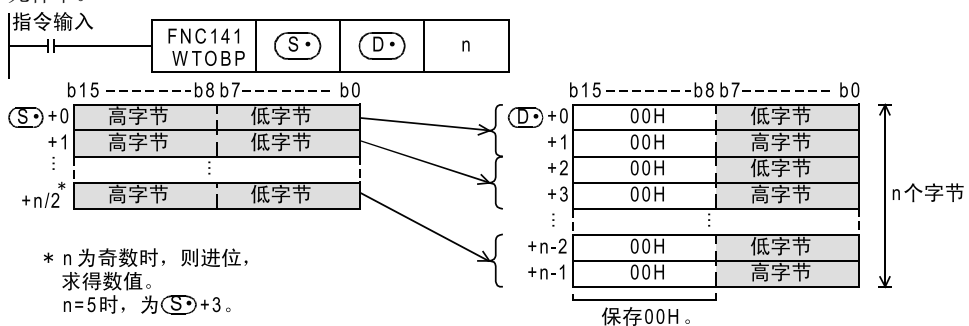 指令输入
FNC141 WTOBP S· D· n
b15 --------- b8 b7 -------- b0
S· +0 高字节 低字节
+1 高字节 低字节
⋮ ⋮
+n/2* 高字节 低字节
* n 为奇数时，则进位，
求得数值。
n=5时，为 S· +3。
b15 --------- b8 b7 -------- b0
D· +0 00H 低字节
+1 00H 高字节
+2 00H 低字节
+3 00H 高字节
⋮ ⋮
+n-2 00H 低字节
+n-1 00H 高字节
n个字节
保存00H。